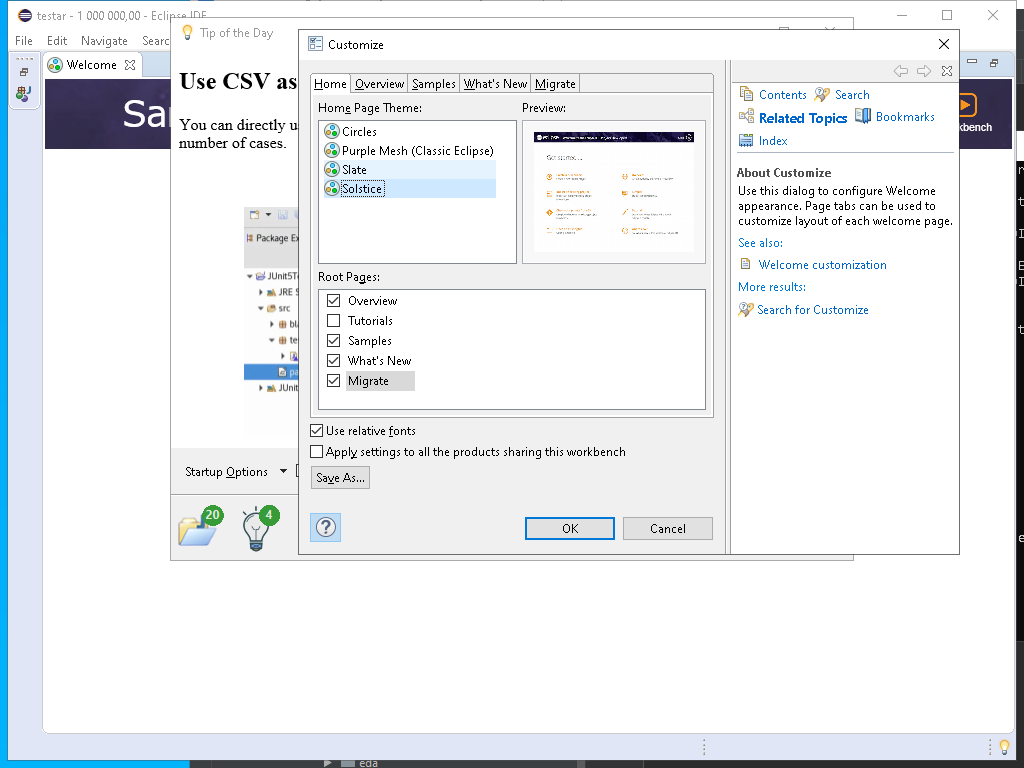 testar - 1 000 000,00 - Eclipse IDE
File Edit Navigate Searc
Welcome
Sa
kbench
Tip of the Day
Use CSV as
You can directly u
number of cases.
Package Ex
JUnit5T
JRE S
src
bl
te
pa
JUnit
Startup Options
20
4
Customize
Home Overview Samples What's New Migrate
Home Page Theme:
Circles
Purple Mesh (Classic Eclipse)
Slate
Solstice
Preview:
Root Pages:
Overview
Tutorials
Samples
What's New
Migrate
Use relative fonts
Apply settings to all the products sharing this workbench
Save As...
OK
Cancel
Contents Search
Related Topics Bookmarks
Index
About Customize
Use this dialog to configure Welcome
appearance. Page tabs can be used to
customize layout of each welcome page.
See also:
Welcome customization
More results:
Search for Customize
eda